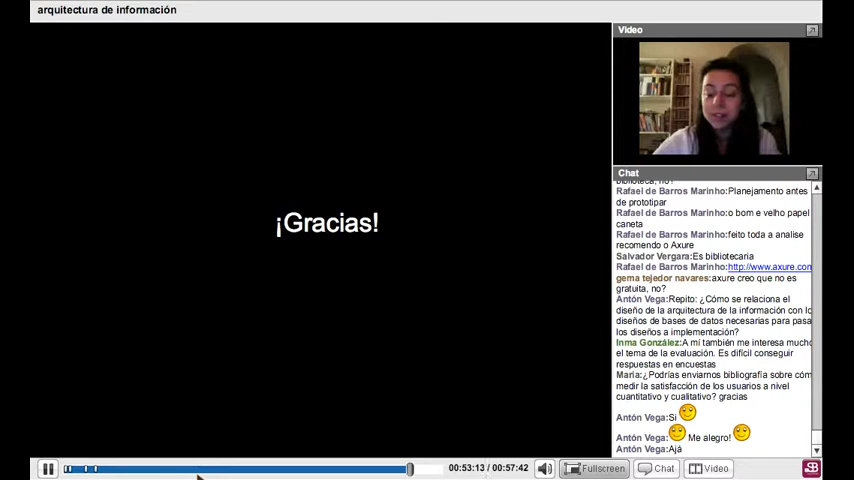 arquitectura de información
¡Gracias!
Video
Chat
biblioteca, no?
Rafael de Barros Marinho:Planejamento antes
de prototipar
Rafael de Barros Marinho:o bom e velho papel
caneta
Rafael de Barros Marinho:feito toda a analise
recomendo o Axure
Salvador Vergara:Es bibliotecaria
Rafael de Barros Marinho:http://www.axure.com
gema tejedor navares:axure creo que no es
gratuita, no?
Antón Vega:Repito: ¿Cómo se relaciona el
diseño de la arquitectura de la información con lo
diseños de bases de datos necesarias para pasa
los diseños a implementación?
Inma González:A mí también me interesa mucho
el tema de la evaluación. Es difícil conseguir
respuestas en encuestas
Maria:¿Podrías enviarnos bibliografía sobre cóm
medir la satisfacción de los usuarios a nivel
cuantitativo y cualitativo? gracias
Antón Vega:Si
Antón Vega: Me alegro!
Antón Vega:Ajá
00:53:13 / 00:57:42
Fullscreen
Chat
Video
SB